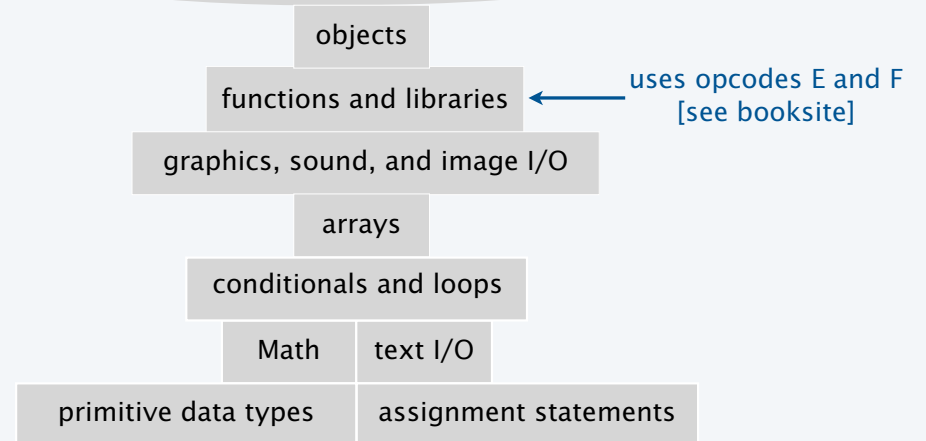 objects
functions and libraries
uses opcodes E and F
[see booksite]
graphics, sound, and image I/O
arrays
conditionals and loops
Math
text I/O
primitive data types
assignment statements